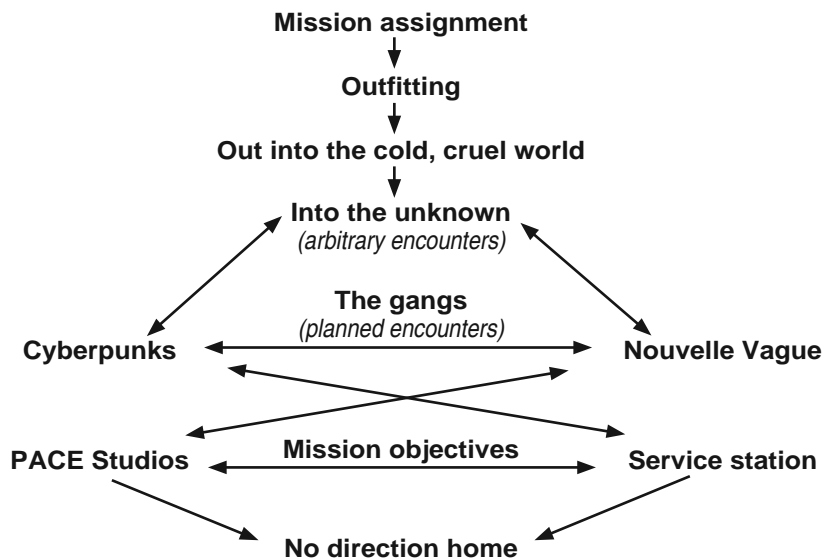 Mission assignment
Outfitting
Out into the cold, cruel world
Into the unknown
(arbitrary encounters)
The gangs
(planned encounters)
Cyberpunks
Nouvelle Vague
Mission objectives
PACE Studios
Service station
No direction home